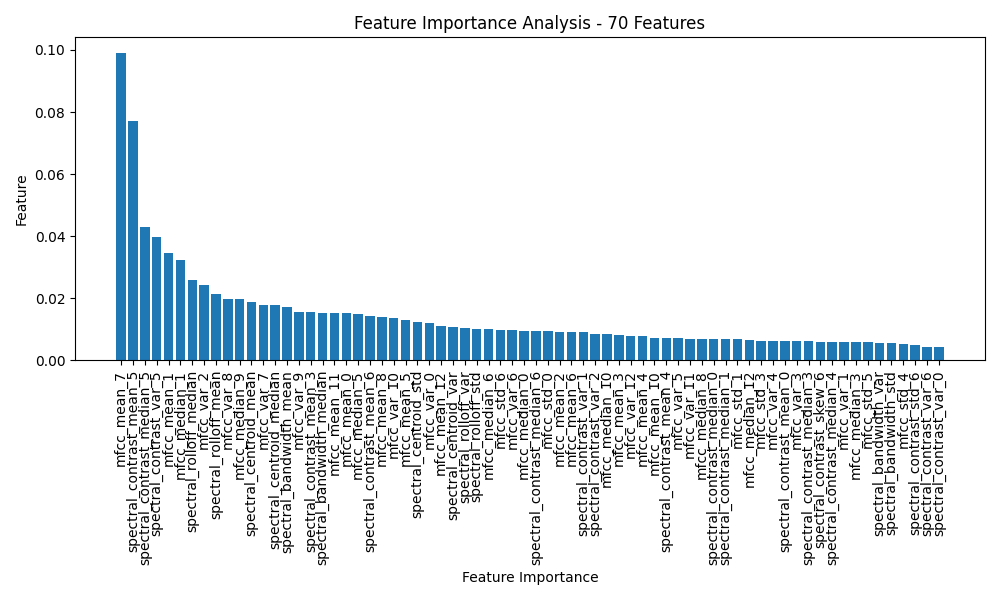 Feature Importance Analysis - 70 Features
Feature
0.10
0.08
0.06
0.04
0.02
0.00
mfcc_mean_7
spectral_contrast_mean_5
spectral_contrast_median_5
spectral_contrast_var_5
mfcc_mean_1
mfcc_median_1
spectral_rolloff_median
mfcc_var_2
spectral_rolloff_mean
mfcc_var_8
mfcc_median_9
spectral_centroid_mean
mfcc_var_7
spectral_centroid_median
spectral_bandwidth_mean
mfcc_var_9
spectral_contrast_mean_3
spectral_bandwidth_median
mfcc_mean_11
mfcc_mean_0
mfcc_median_5
spectral_contrast_mean_6
mfcc_mean_8
mfcc_var_10
mfcc_mean_5
spectral_centroid_std
mfcc_var_0
mfcc_mean_12
spectral_centroid_var
spectral_rolloff_var
spectral_rolloff_std
mfcc_median_6
mfcc_std_6
mfcc_var_6
mfcc_median_0
spectral_contrast_median_6
mfcc_std_0
mfcc_mean_2
mfcc_mean_6
spectral_contrast_var_1
spectral_contrast_var_2
mfcc_median_10
mfcc_mean_3
mfcc_var_12
mfcc_mean_4
mfcc_mean_10
spectral_contrast_mean_4
mfcc_var_5
mfcc_var_11
mfcc_median_8
spectral_contrast_median_0
spectral_contrast_median_1
mfcc_std_1
mfcc_median_12
mfcc_std_3
mfcc_var_4
spectral_contrast_mean_0
mfcc_var_3
spectral_contrast_median_3
spectral_contrast_skew_6
spectral_contrast_median_4
mfcc_var_1
mfcc_median_3
mfcc_std_5
spectral_bandwidth_var
spectral_bandwidth_std
mfcc_std_4
spectral_contrast_std_6
spectral_contrast_var_6
spectral_contrast_var_0
Feature Importance